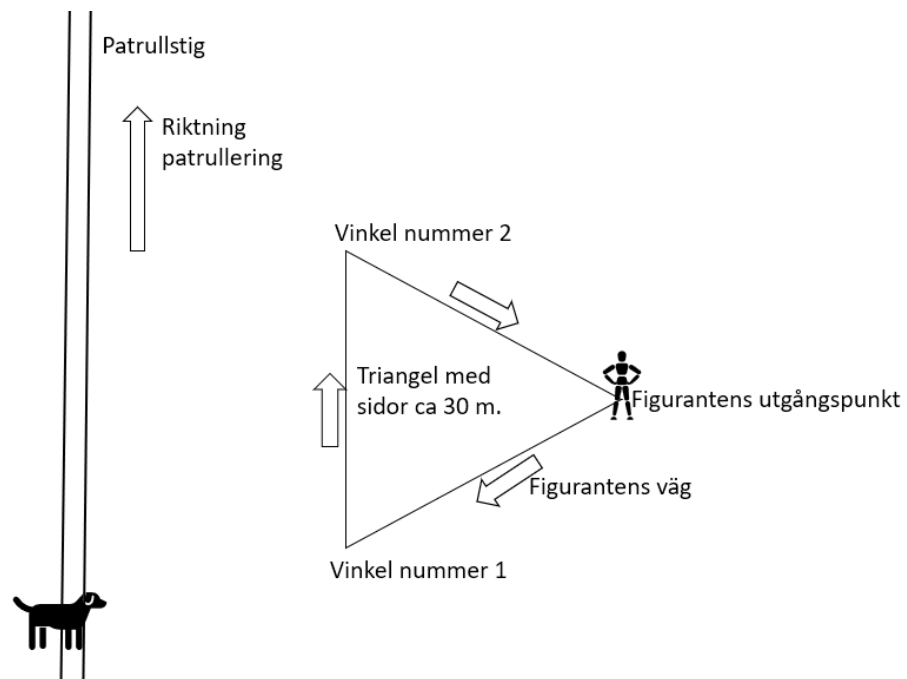 Patrullstig
Riktning
patrullering
Vinkel nummer 2
Triangel med
sidor ca 30 m.
Figurantens utgångspunkt
Figurantens väg
Vinkel nummer 1